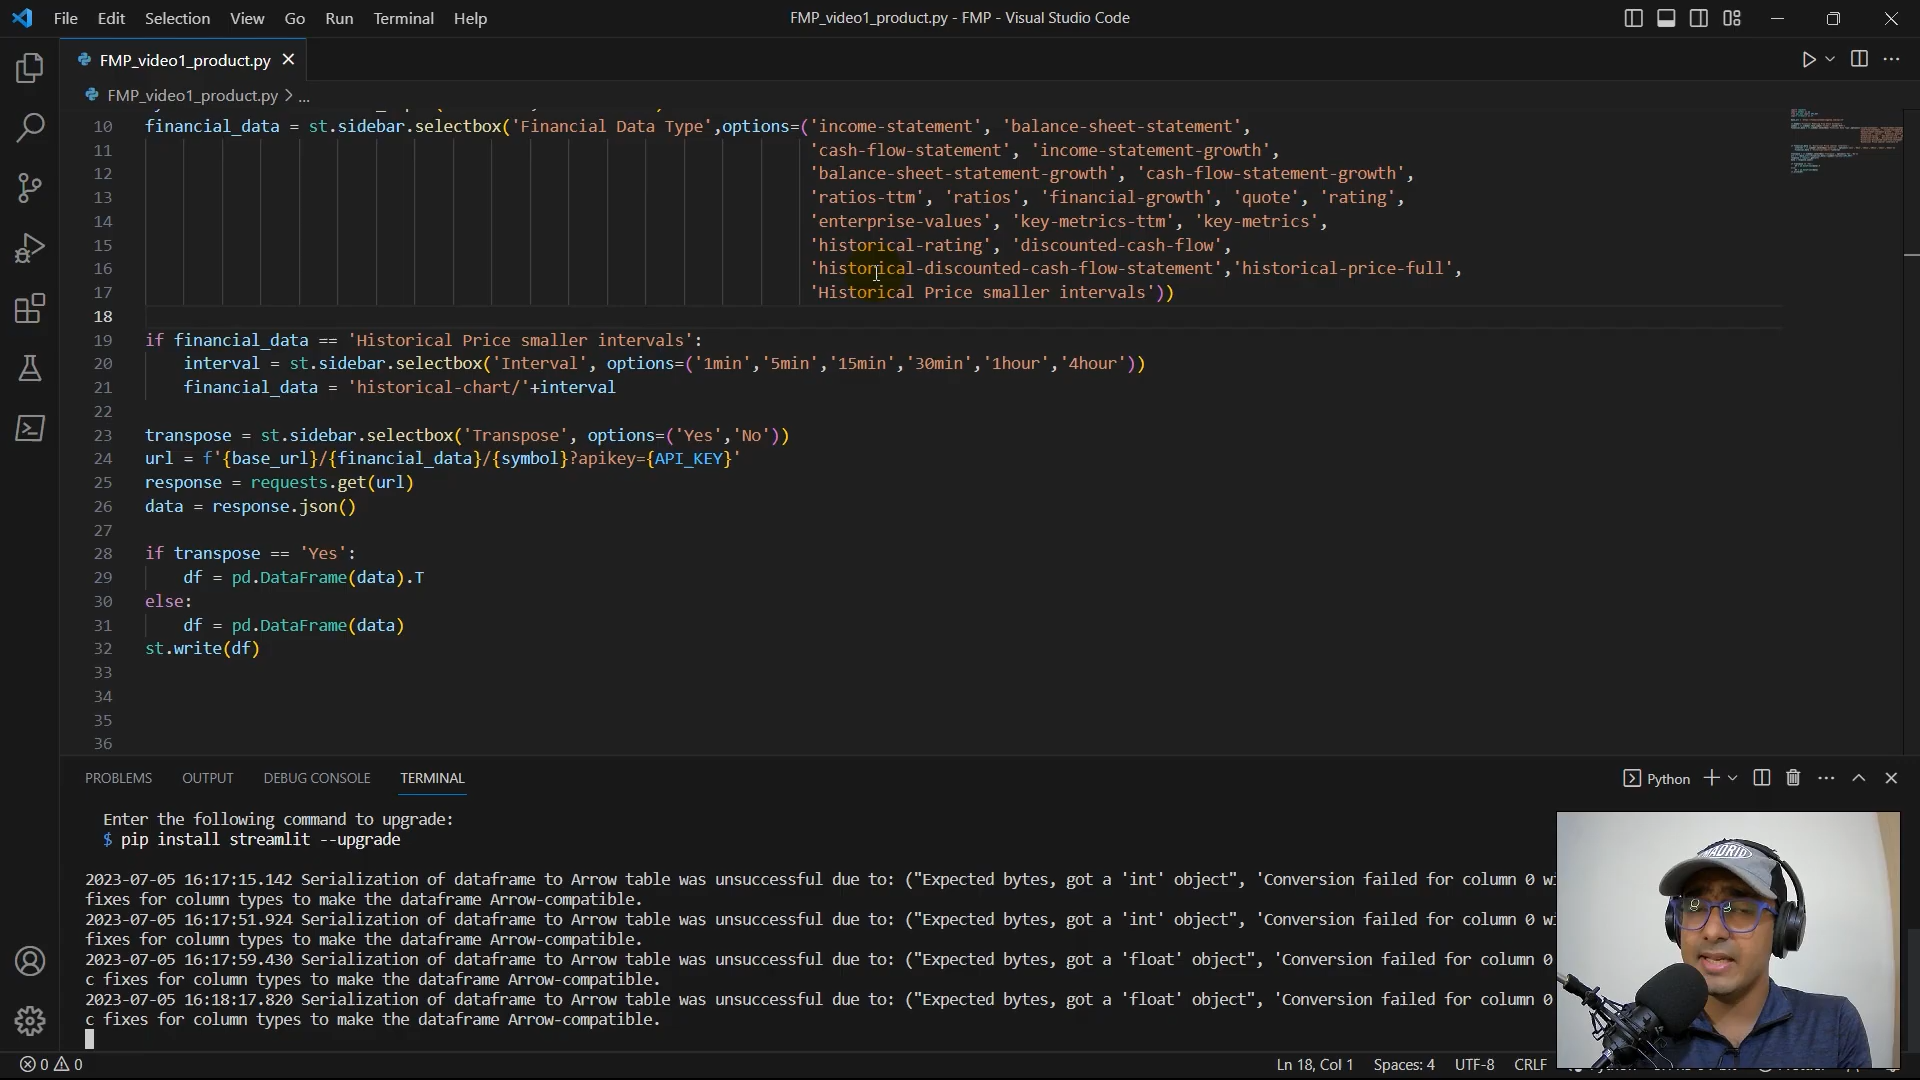 File Edit Selection View Go Run Terminal Help FMP_video1_product.py - FMP - Visual Studio Code
FMP_video1_product.py
FMP_video1_product.py > ...
10 financial_data = st.sidebar.selectbox('Financial Data Type',options=('income-statement', 'balance-sheet-statement',
11 'cash-flow-statement', 'income-statement-growth',
12 'balance-sheet-statement-growth', 'cash-flow-statement-growth',
13 'ratios-ttm', 'ratios', 'financial-growth', 'quote', 'rating',
14 'enterprise-values', 'key-metrics-ttm', 'key-metrics',
15 'historical-rating', 'discounted-cash-flow',
16 'historical-discounted-cash-flow-statement','historical-price-full',
17 'Historical Price smaller intervals'))
18
19 if financial_data == 'Historical Price smaller intervals':
20 interval = st.sidebar.selectbox('Interval', options=('1min','5min','15min','30min','1hour','4hour'))
21 financial_data = 'historical-chart/'+interval
22
23 transpose = st.sidebar.selectbox('Transpose', options=('Yes','No'))
24 url = f'{base_url}/{financial_data}/{symbol}?apikey={API_KEY}'
25 response = requests.get(url)
26 data = response.json()
27
28 if transpose == 'Yes':
29 df = pd.DataFrame(data).T
30 else:
31 df = pd.DataFrame(data)
32 st.write(df)
33
34
35
36
PROBLEMS OUTPUT DEBUG CONSOLE TERMINAL Python
Enter the following command to upgrade:
$ pip install streamlit --upgrade
2023-07-05 16:17:15.142 Serialization of dataframe to Arrow table was unsuccessful due to: ("Expected bytes, got a 'int' object", 'Conversion failed for column 0 wi
fixes for column types to make the dataframe Arrow-compatible.
2023-07-05 16:17:51.924 Serialization of dataframe to Arrow table was unsuccessful due to: ("Expected bytes, got a 'int' object", 'Conversion failed for column 0 wi
fixes for column types to make the dataframe Arrow-compatible.
2023-07-05 16:17:59.430 Serialization of dataframe to Arrow table was unsuccessful due to: ("Expected bytes, got a 'float' object", 'Conversion failed for column 0
c fixes for column types to make the dataframe Arrow-compatible.
2023-07-05 16:18:17.820 Serialization of dataframe to Arrow table was unsuccessful due to: ("Expected bytes, got a 'float' object", 'Conversion failed for column 0
c fixes for column types to make the dataframe Arrow-compatible.
MADRID
0 0 Ln 18, Col 1 Spaces: 4 UTF-8 CRLF